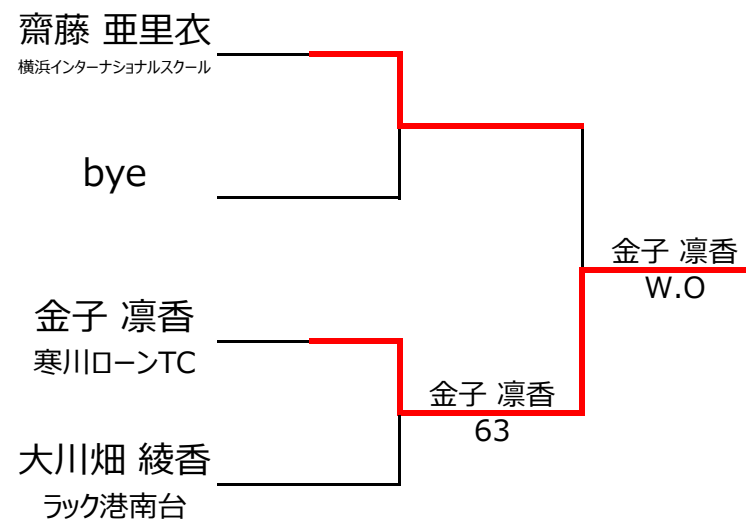 齋藤 亜里衣
横浜インターナショナルスクール
bye
金子 凛香
W.O
金子 凛香
寒川ローンTC
金子 凛香
63
大川畑 綾香
ラック港南台